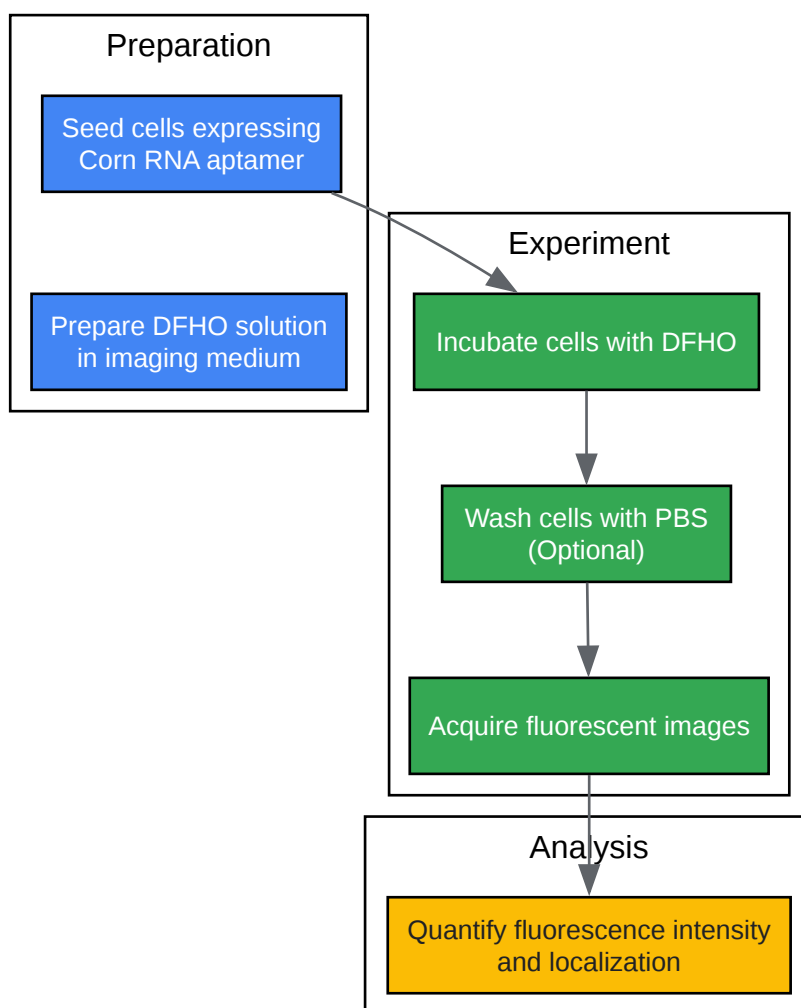 Preparation
Seed cells expressing
Corn RNA aptamer
Prepare DFHO solution
in imaging medium
Experiment
Incubate cells with DFHO
Wash cells with PBS
(Optional)
Acquire fluorescent images
Analysis
Quantify fluorescence intensity
and localization